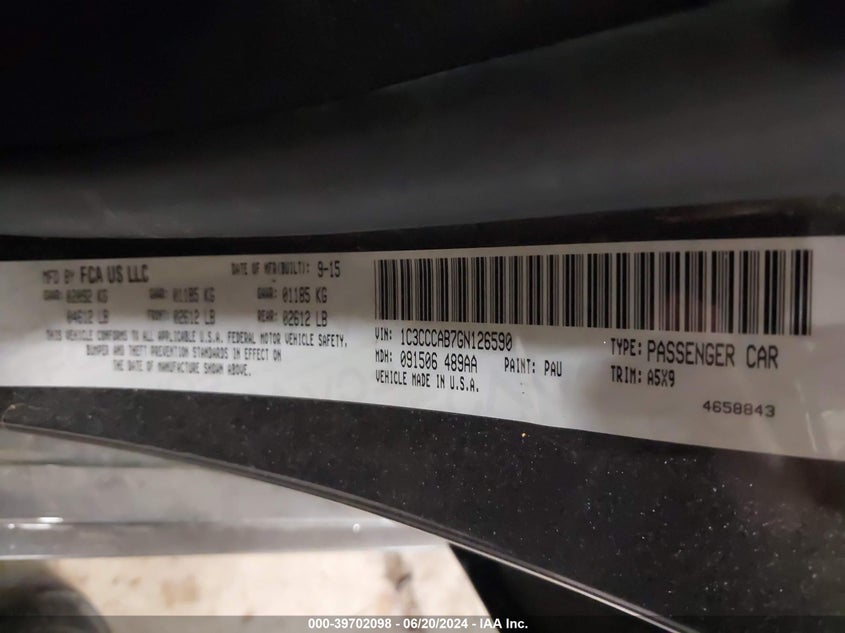 MFD BY FCA US LLC DATE OF MFR(BUILT): 9-15
GVWR: 02092 KG GAWR: 01185 KG GAWR: 01185 KG
04612 LB FRONT: 02612 LB REAR: 02612 LB
THIS VEHICLE CONFORMS TO ALL APPLICABLE U.S.A. FEDERAL MOTOR VEHICLE SAFETY,
BUMPER AND THEFT PREVENTION STANDARDS IN EFFECT ON
THE DATE OF MANUFACTURE SHOWN ABOVE.
VIN: 1C3CCCAB7GN126590
MDH: 091506 489AA PAINT: PAU
VEHICLE MADE IN U.S.A.
TYPE: PASSENGER CAR
TRIM: A5X9
4658843
000-39702098 - 06/20/2024 - IAA Inc.